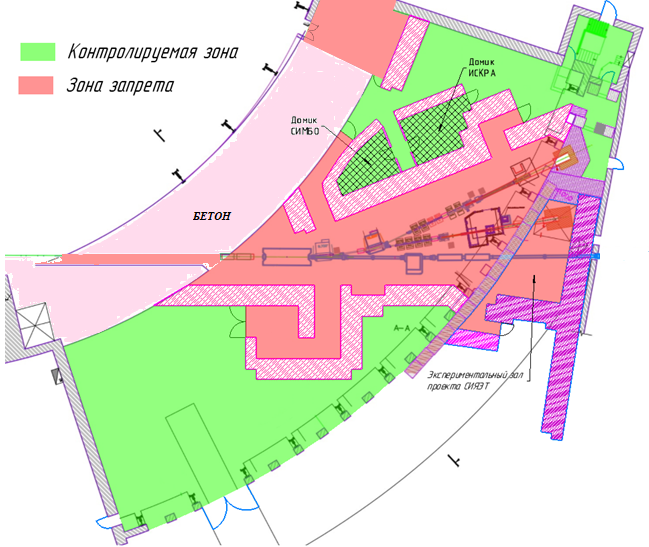 Контролируемая зона
Зона запрета
Домик
ИСКРА
Домик
СИМБО
БЕТОН
А-А
Экспериментальный зал
проекта СИЯЭТ